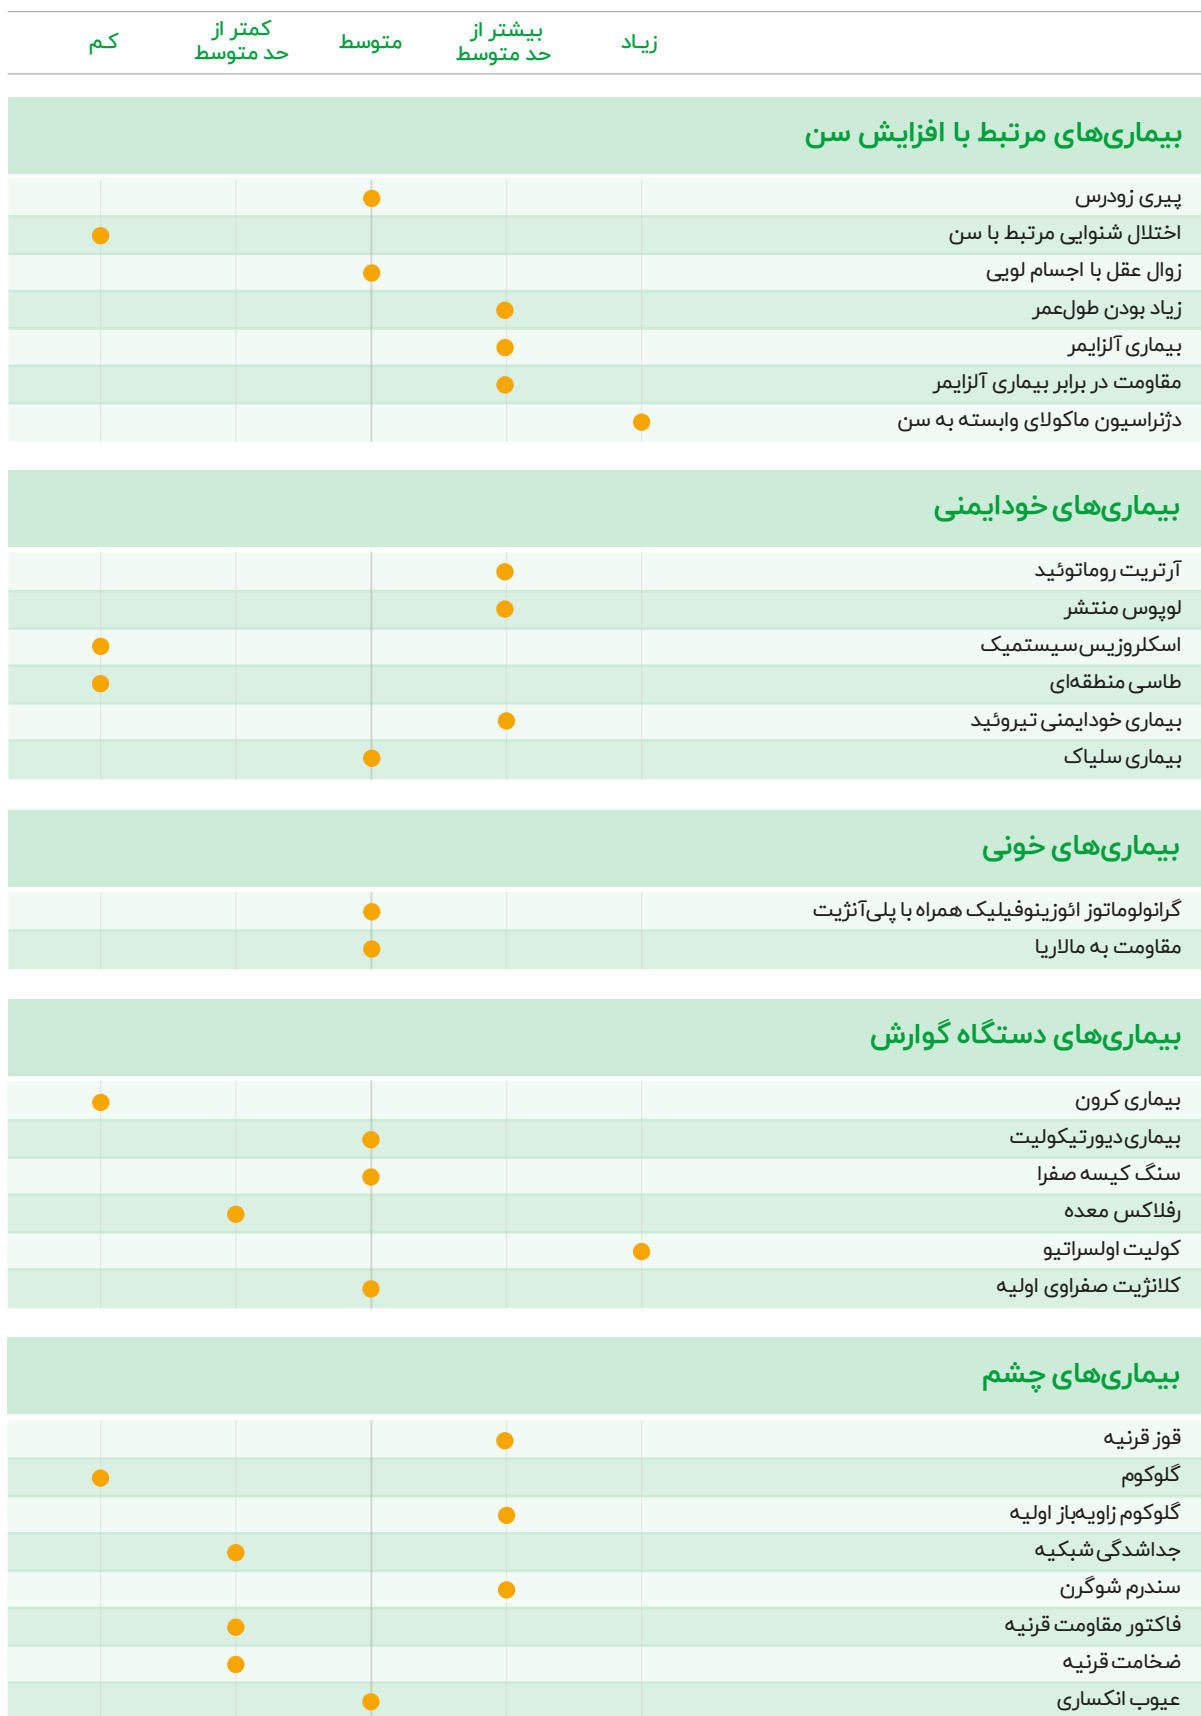 زیاد
بیشتر از
حد متوسط
متوسط
کمتر از
حد متوسط
کم
بیماری‌های مرتبط با افزایش سن
پیری زودرس
اختلال شنوایی مرتبط با سن
زوال عقل با اجسام لویی
زیاد بودن طول‌عمر
بیماری آلزایمر
مقاومت در برابر بیماری آلزایمر
دژنراسیون ماکولای وابسته به سن
بیماری‌های خودایمنی
آرتریت روماتوئید
لوپوس منتشر
اسکلروزیس سیستمیک
طاسی منطقه‌ای
بیماری خودایمنی تیروئید
بیماری سلیاک
بیماری‌های خونی
گرانولوماتوز ائوزینوفیلیک همراه با پلی‌آنژیت
مقاومت به مالاریا
بیماری‌های دستگاه گوارش
بیماری کرون
بیماری دیورتیکولیت
سنگ کیسه صفرا
رفلاکس معده
کولیت اولسراتیو
کلانژیت صفراوی اولیه
بیماری‌های چشم
قوز قرنیه
گلوکوم
گلوکوم زاویه‌باز اولیه
جداشدگی شبکیه
سندرم شوگرن
فاکتور مقاومت قرنیه
ضخامت قرنیه
عیوب انکساری